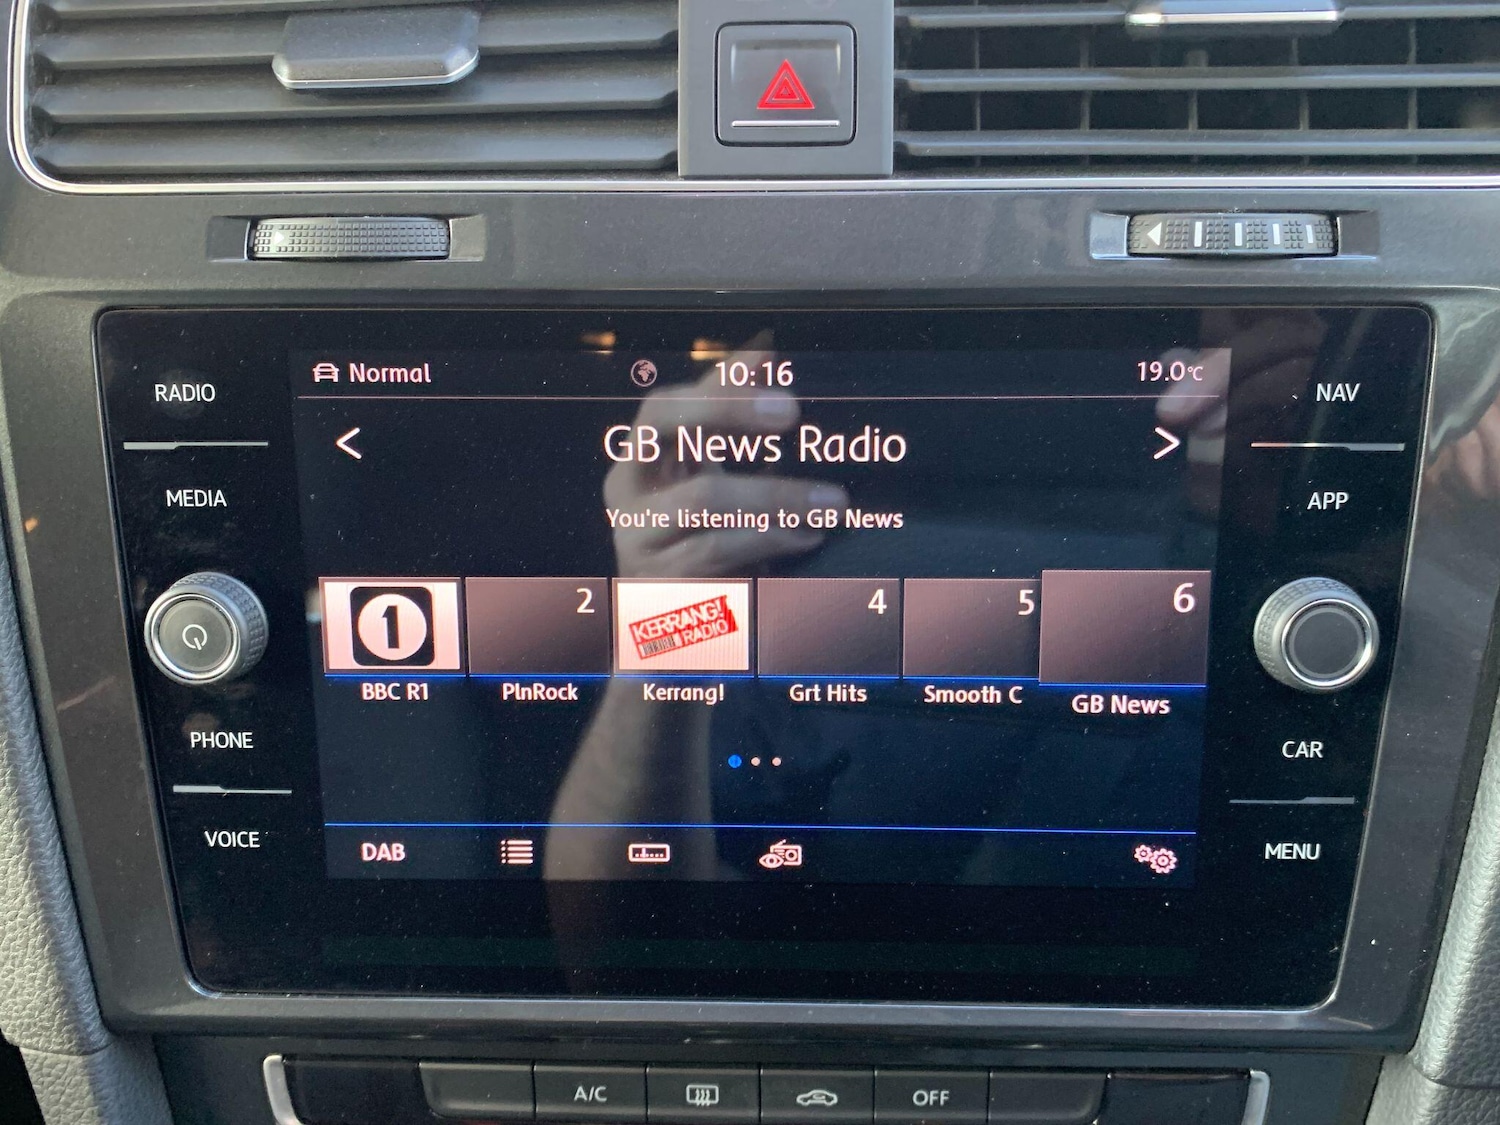 RADIO
MEDIA
PHONE
VOICE
Normal
10:16
19.0°C
< GB News Radio >
You're listening to GB News
1
2
KERRANG!
RADIO
4
5
6
BBC R1
PlnRock
Kerrang!
Grt Hits
Smooth C
GB News
DAB
NAV
APP
CAR
MENU
A/C
OFF